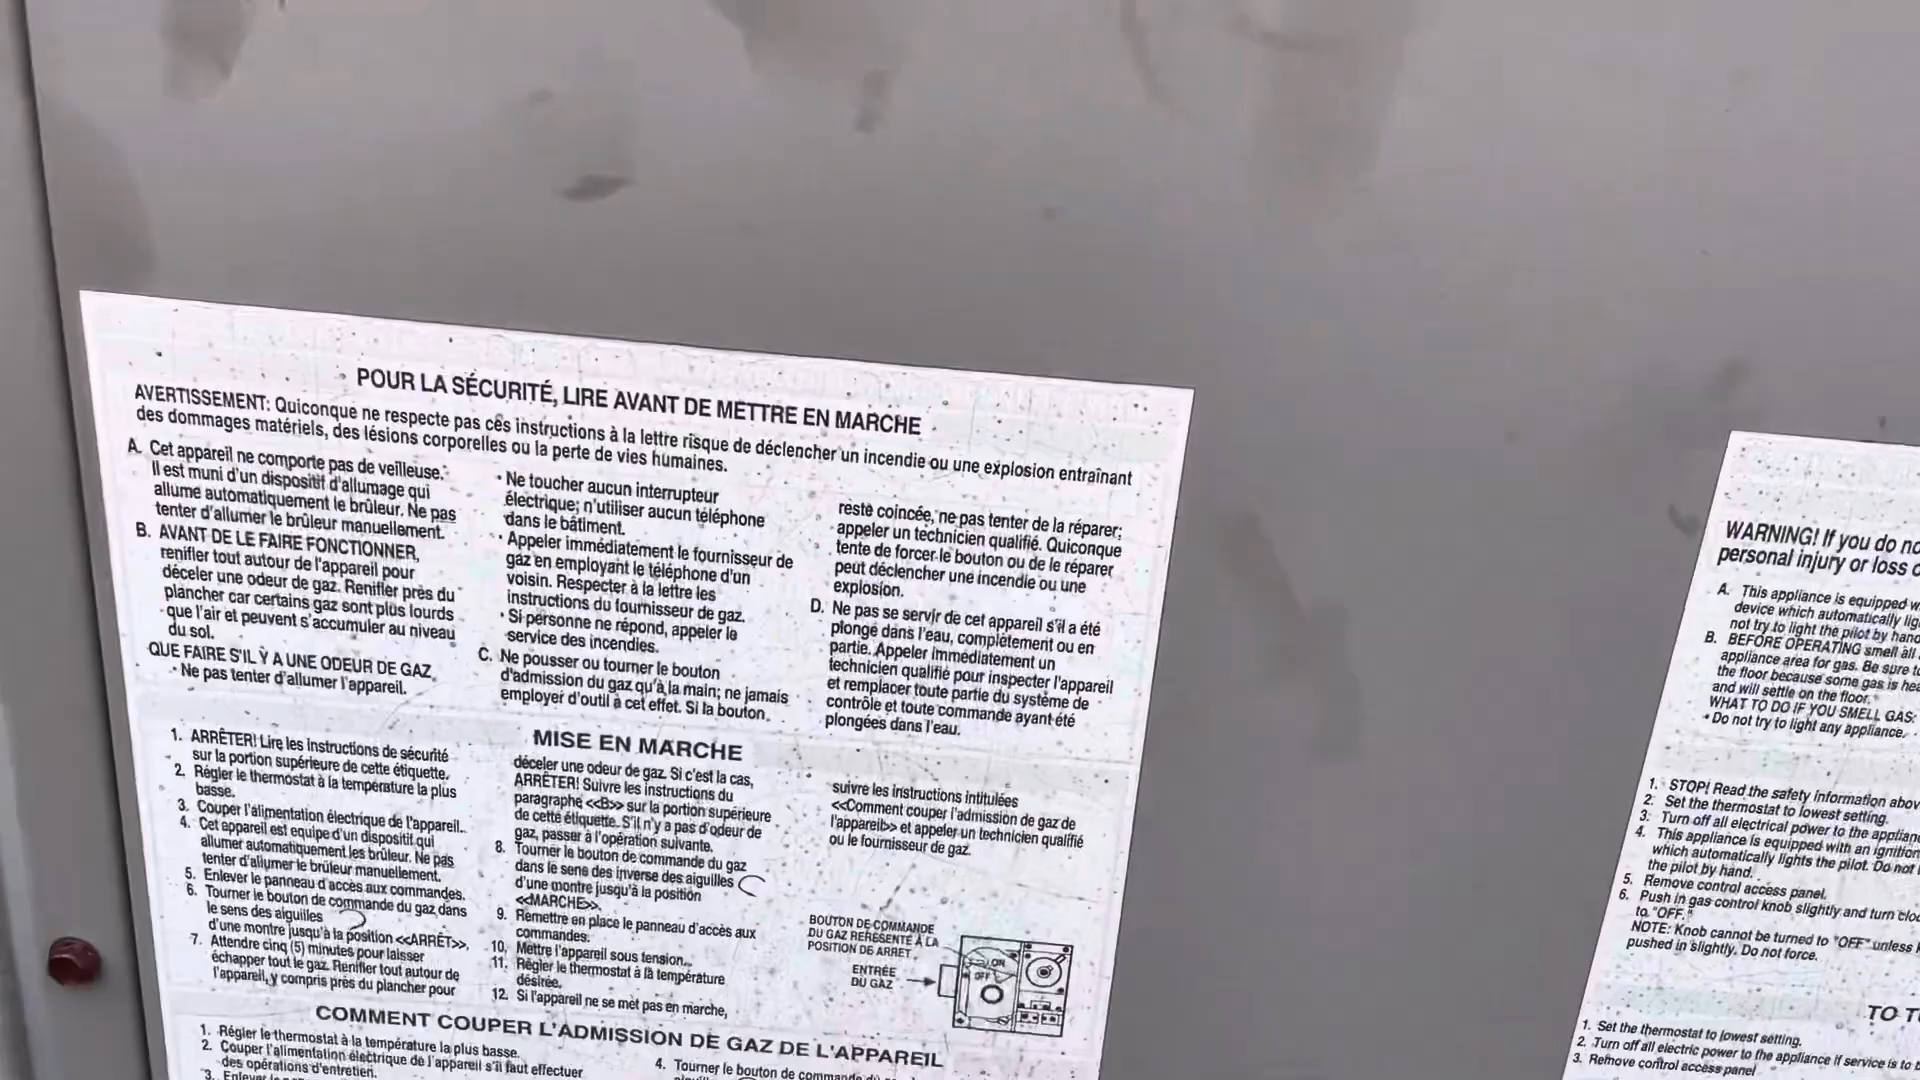 POUR LA SÉCURITÉ, LIRE AVANT DE METTRE EN MARCHE
AVERTISSEMENT: Quiconque ne respecte pas cês instructions à la lettre risque de déclencher un incendie ou une explosion entraînant
des dommages matériels, des lésions corporelles ou la perte de vies humaines.
A. Cet appareil ne comporte pas de veilleuse.
Il est muni d'un dispositif d'allumage qui
allume automatiquement le brûleur. Ne pas
tenter d'allumer le brûleur manuellement.
B. AVANT DE LE FAIRE FONCTIONNER,
renifler tout autour de l'appareil pour
déceler une odeur de gaz. Renifler près du
plancher car certains gaz sont plus lourds
que l'air et peuvent s'accumuler au niveau
du sol.
QUE FAIRE S'IL Y A UNE ODEUR DE GAZ
• Ne pas tenter d'allumer l'appareil.
• Ne toucher aucun interrupteur
électrique; n'utiliser aucun téléphone
dans le bâtiment.
• Appeler immédiatement le fournisseur de
gaz en employant le téléphone d'un
voisin. Respecter à la lettre les
instructions du fournisseur de gaz.
• Si personne ne répond, appeler le
service des incendies.
C. Ne pousser ou tourner le bouton
d'admission du gaz qu'à la main; ne jamais
employer d'outil à cet effet. Si la bouton
reste coincée, ne pas tenter de la réparer;
appeler un technicien qualifié. Quiconque
tente de forcer le bouton ou de le réparer
peut déclencher une incendie ou une
explosion.
D. Ne pas se servir de cet appareil s'il a été
plongé dans l'eau, complètement ou en
partie. Appeler immédiatement un
technicien qualifié pour inspecter l'appareil
et remplacer toute partie du système de
contrôle et toute commande ayant été
plongées dans l'eau.
MISE EN MARCHE
1. ARRÊTER! Lire les instructions de sécurité
sur la portion supérieure de cette étiquette.
2. Régler le thermostat à la température la plus
basse.
3. Couper l'alimentation électrique de l'appareil.
4. Cet appareil est equipe d'un dispositif qui
allumer automatiquement les brûleur. Ne pas
tenter d'allymer le brûleur manuellement.
5. Enlever le panneau d'accès aux commandes.
6. Tourner le bouton de commande du gaz dans
le sens des aiguilles
d'une montre jusqu'à la position <<ARRÊT>>.
7. Attendre cinq (5) minutes pour laisser
échapper tout le gaz. Renifler tout autour de
l'appareil, y compris près du plancher pour
déceler une odeur de gaz. Si c'est la cas,
ARRÊTER! Suivre les instructions du
paragraphe <<B>> sur la portion supérieure
de cette étiquette. S'il n'y a pas d'odeur de
gaz, passer à l'opération suivante.
8. Tourner le bouton de commande du gaz
dans le sene des inverse des aiguilles
d'une montre jusqu'à la position
<<MARCHE>>.
9. Remettre en place le panneau d'accès aux
commandes.
10. Mettre l'appareil sous tension.
11. Régler le thermostat à la température
désirée.
12. Si l'appareil ne se met pas en marche,
suivre les instructions intitulées
<<Comment couper l'admission de gaz de
l'appareil>> et appeler un technicien qualifié
ou le fournisseur de gaz.
BOUTON DE COMMANDE
DU GAZ RERÉSENTÉ À LA
POSITION DE ARRET
ENTRÉE
DU GAZ
ON
OFF
COMMENT COUPER L'ADMISSION DE GAZ DE L'APPAREIL
1. Régler le thermostat à la température la plus basse.
2. Couper l'alimentation électrique de l'appareil s'il faut effectuer
des opérations d'entretien.
3. Enlever
4. Tourner le bouton de commande
WARNING! If you do
personal injury or loss
A. This appliance is equipped
device which automatically
not try to light the pilot by hand
B. BEFORE OPERATING smell all
appliance area for gas. Be sure
the floor because some gas is
and will settle on the floor.
WHAT TO DO IF YOU SMELL GAS:
• Do not try to light any appliance.
1. STOP! Read the safety information
2. Set the thermostat to lowest setting.
3. Turn off all electrical power to the
4. This appliance is equipped with an ignition
which automatically lights the pilot. Do not
the pilot by hand.
5. Remove control access panel.
6. Push in gas control knob slightly and turn
to "OFF."
NOTE: Knob cannot be turned to "OFF" unless
pushed in slightly. Do not force.
TO
1. Set the thermostat to lowest setting.
2. Turn off all electric power to the appliance if service is to
3. Remove control access panel